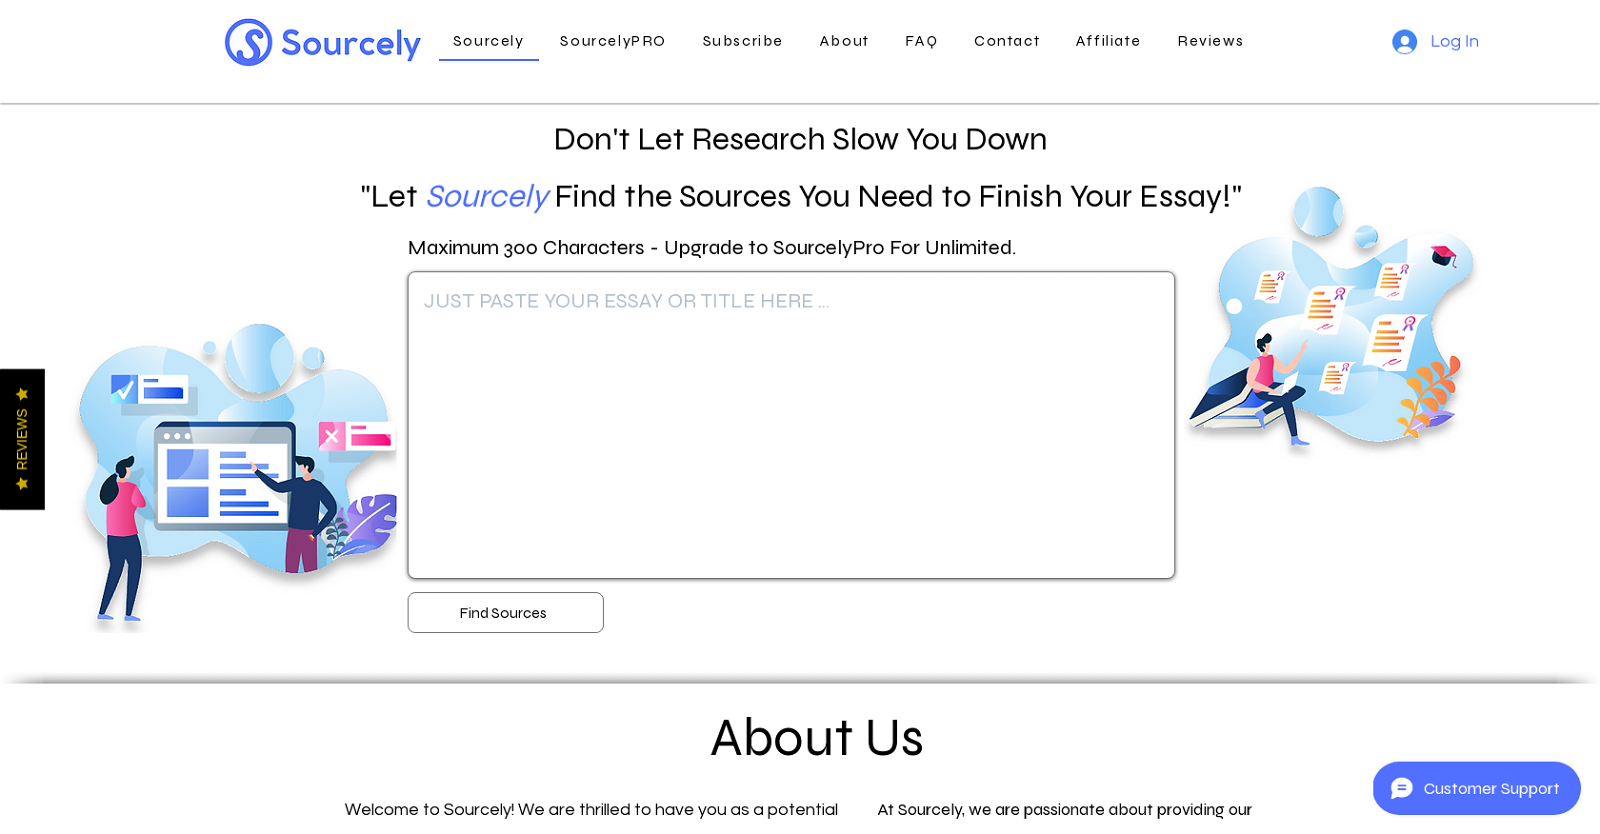 Sourcely
Sourcely SourcelyPRO Subscribe About FAQ Contact Affiliate Reviews
Log In
Don't Let Research Slow You Down
"Let Sourcely Find the Sources You Need to Finish Your Essay!"
Maximum 300 Characters - Upgrade to SourcelyPro For Unlimited.
JUST PASTE YOUR ESSAY OR TITLE HERE ...
REVIEWS
Find Sources
About Us
Welcome to Sourcely! We are thrilled to have you as a potential
At Sourcely, we are passionate about providing our
Customer Support